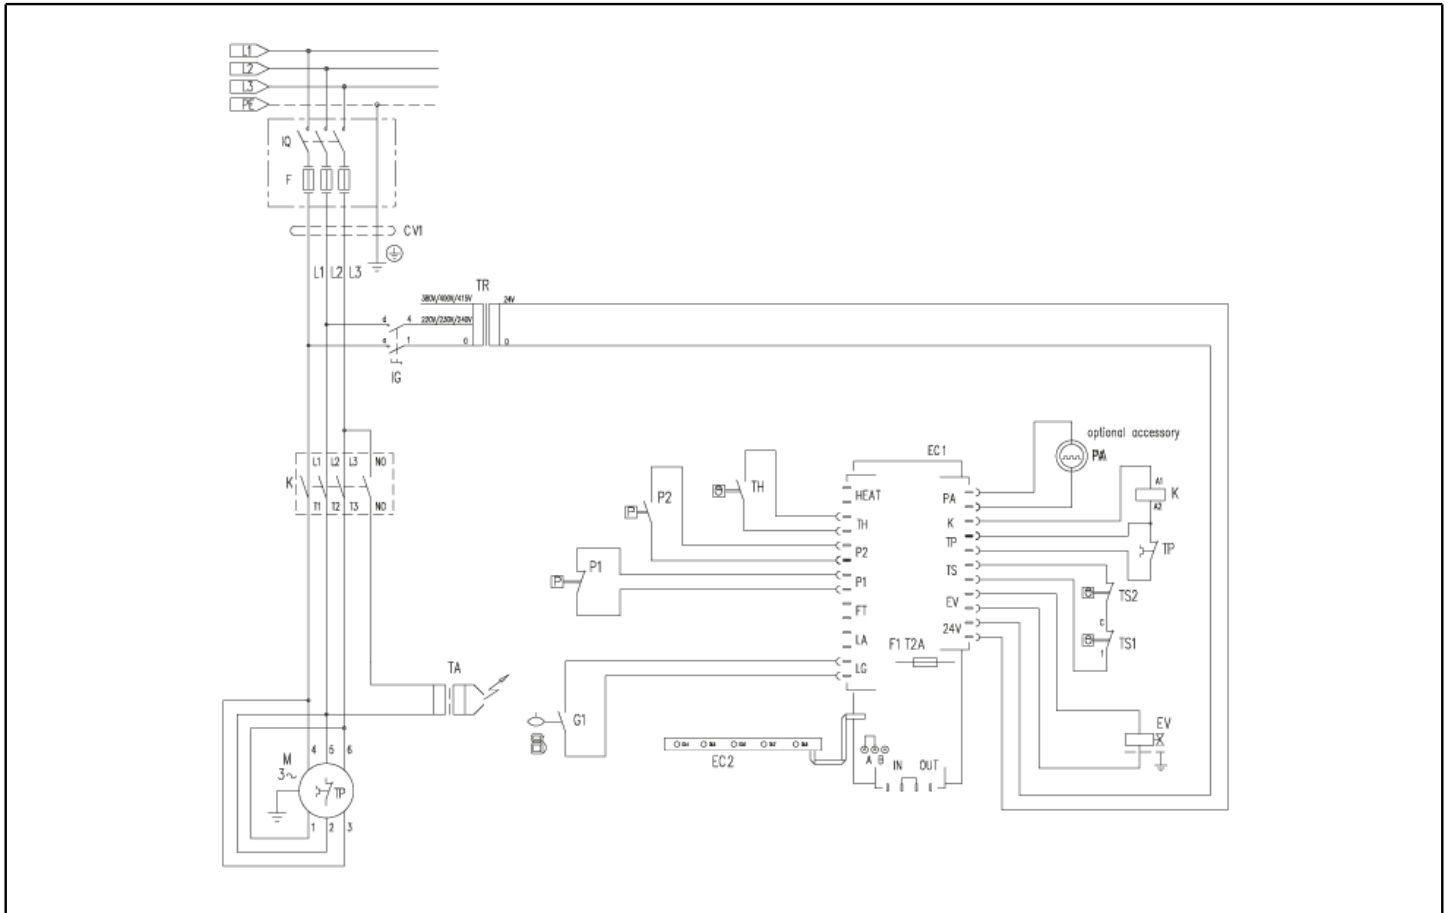 L1
L2
L3
PE
IQ
F
CV1
L1 L2 L3
TR
380V/400V/415V
24V
d 4 220V/230V/240V
1 0 0
IG
optional accessory
PA
EC1
L1 L2 L3 NO
K
T1 T2 T3 NO
P P2
TH
HEAT
TH
P2
P1
FT
LA
LG
PA
K
TP
TS
EV
24V
A1
K
A2
TP
TS2
C
TS1
1
P P1
F1 T2A
TA
G1
EC2
A B
IN OUT
EV
M
3~
4 5 6
TP
1 2 3